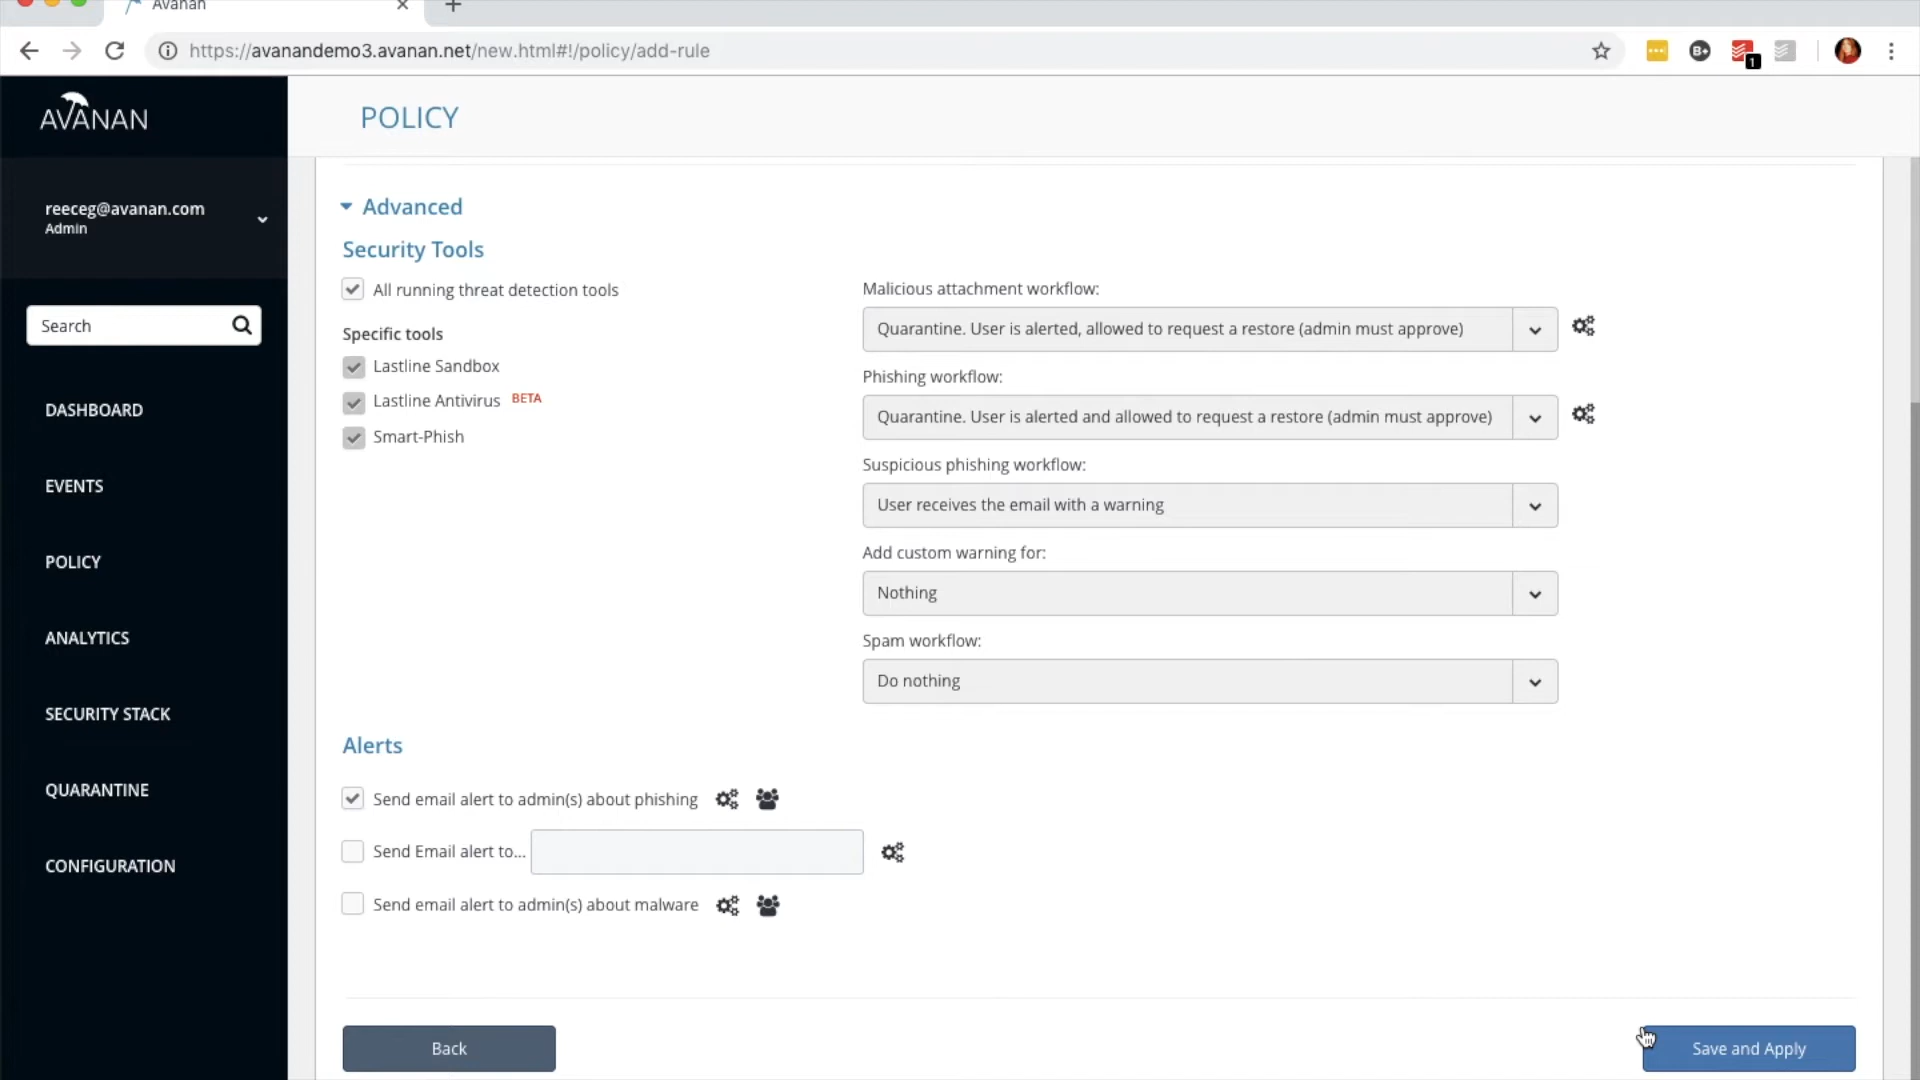 Avanan
https://avanandemo3.avanan.net/new.html#!/policy/add-rule
B+
1
AVANAN
POLICY
reeceg@avanan.com
Admin
Search
DASHBOARD
EVENTS
POLICY
ANALYTICS
SECURITY STACK
QUARANTINE
CONFIGURATION
Advanced
Security Tools
All running threat detection tools
Specific tools
Lastline Sandbox
Lastline Antivirus BETA
Smart-Phish
Malicious attachment workflow:
Quarantine. User is alerted, allowed to request a restore (admin must approve)
Phishing workflow:
Quarantine. User is alerted and allowed to request a restore (admin must approve)
Suspicious phishing workflow:
User receives the email with a warning
Add custom warning for:
Nothing
Spam workflow:
Do nothing
Alerts
Send email alert to admin(s) about phishing
Send Email alert to...
Send email alert to admin(s) about malware
Back
Save and Apply